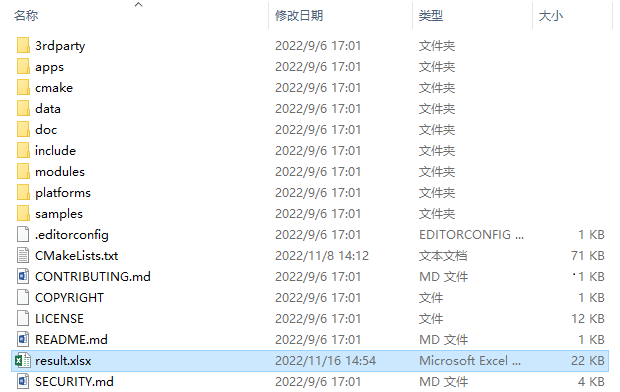 名称 修改日期 类型 大小
3rdparty 2022/9/6 17:01 文件夹
apps 2022/9/6 17:01 文件夹
cmake 2022/9/6 17:01 文件夹
data 2022/9/6 17:01 文件夹
doc 2022/9/6 17:01 文件夹
include 2022/9/6 17:01 文件夹
modules 2022/9/6 17:01 文件夹
platforms 2022/9/6 17:01 文件夹
samples 2022/9/6 17:01 文件夹
.editorconfig 2022/9/6 17:01 EDITORCONFIG ... 1 KB
CMakeLists.txt 2022/11/8 14:12 文本文档 71 KB
CONTRIBUTING.md 2022/9/6 17:01 MD 文件 1 KB
COPYRIGHT 2022/9/6 17:01 文件 1 KB
LICENSE 2022/9/6 17:01 文件 12 KB
README.md 2022/9/6 17:01 MD 文件 1 KB
result.xlsx 2022/11/16 14:54 Microsoft Excel ... 22 KB
SECURITY.md 2022/9/6 17:01 MD 文件 4 KB